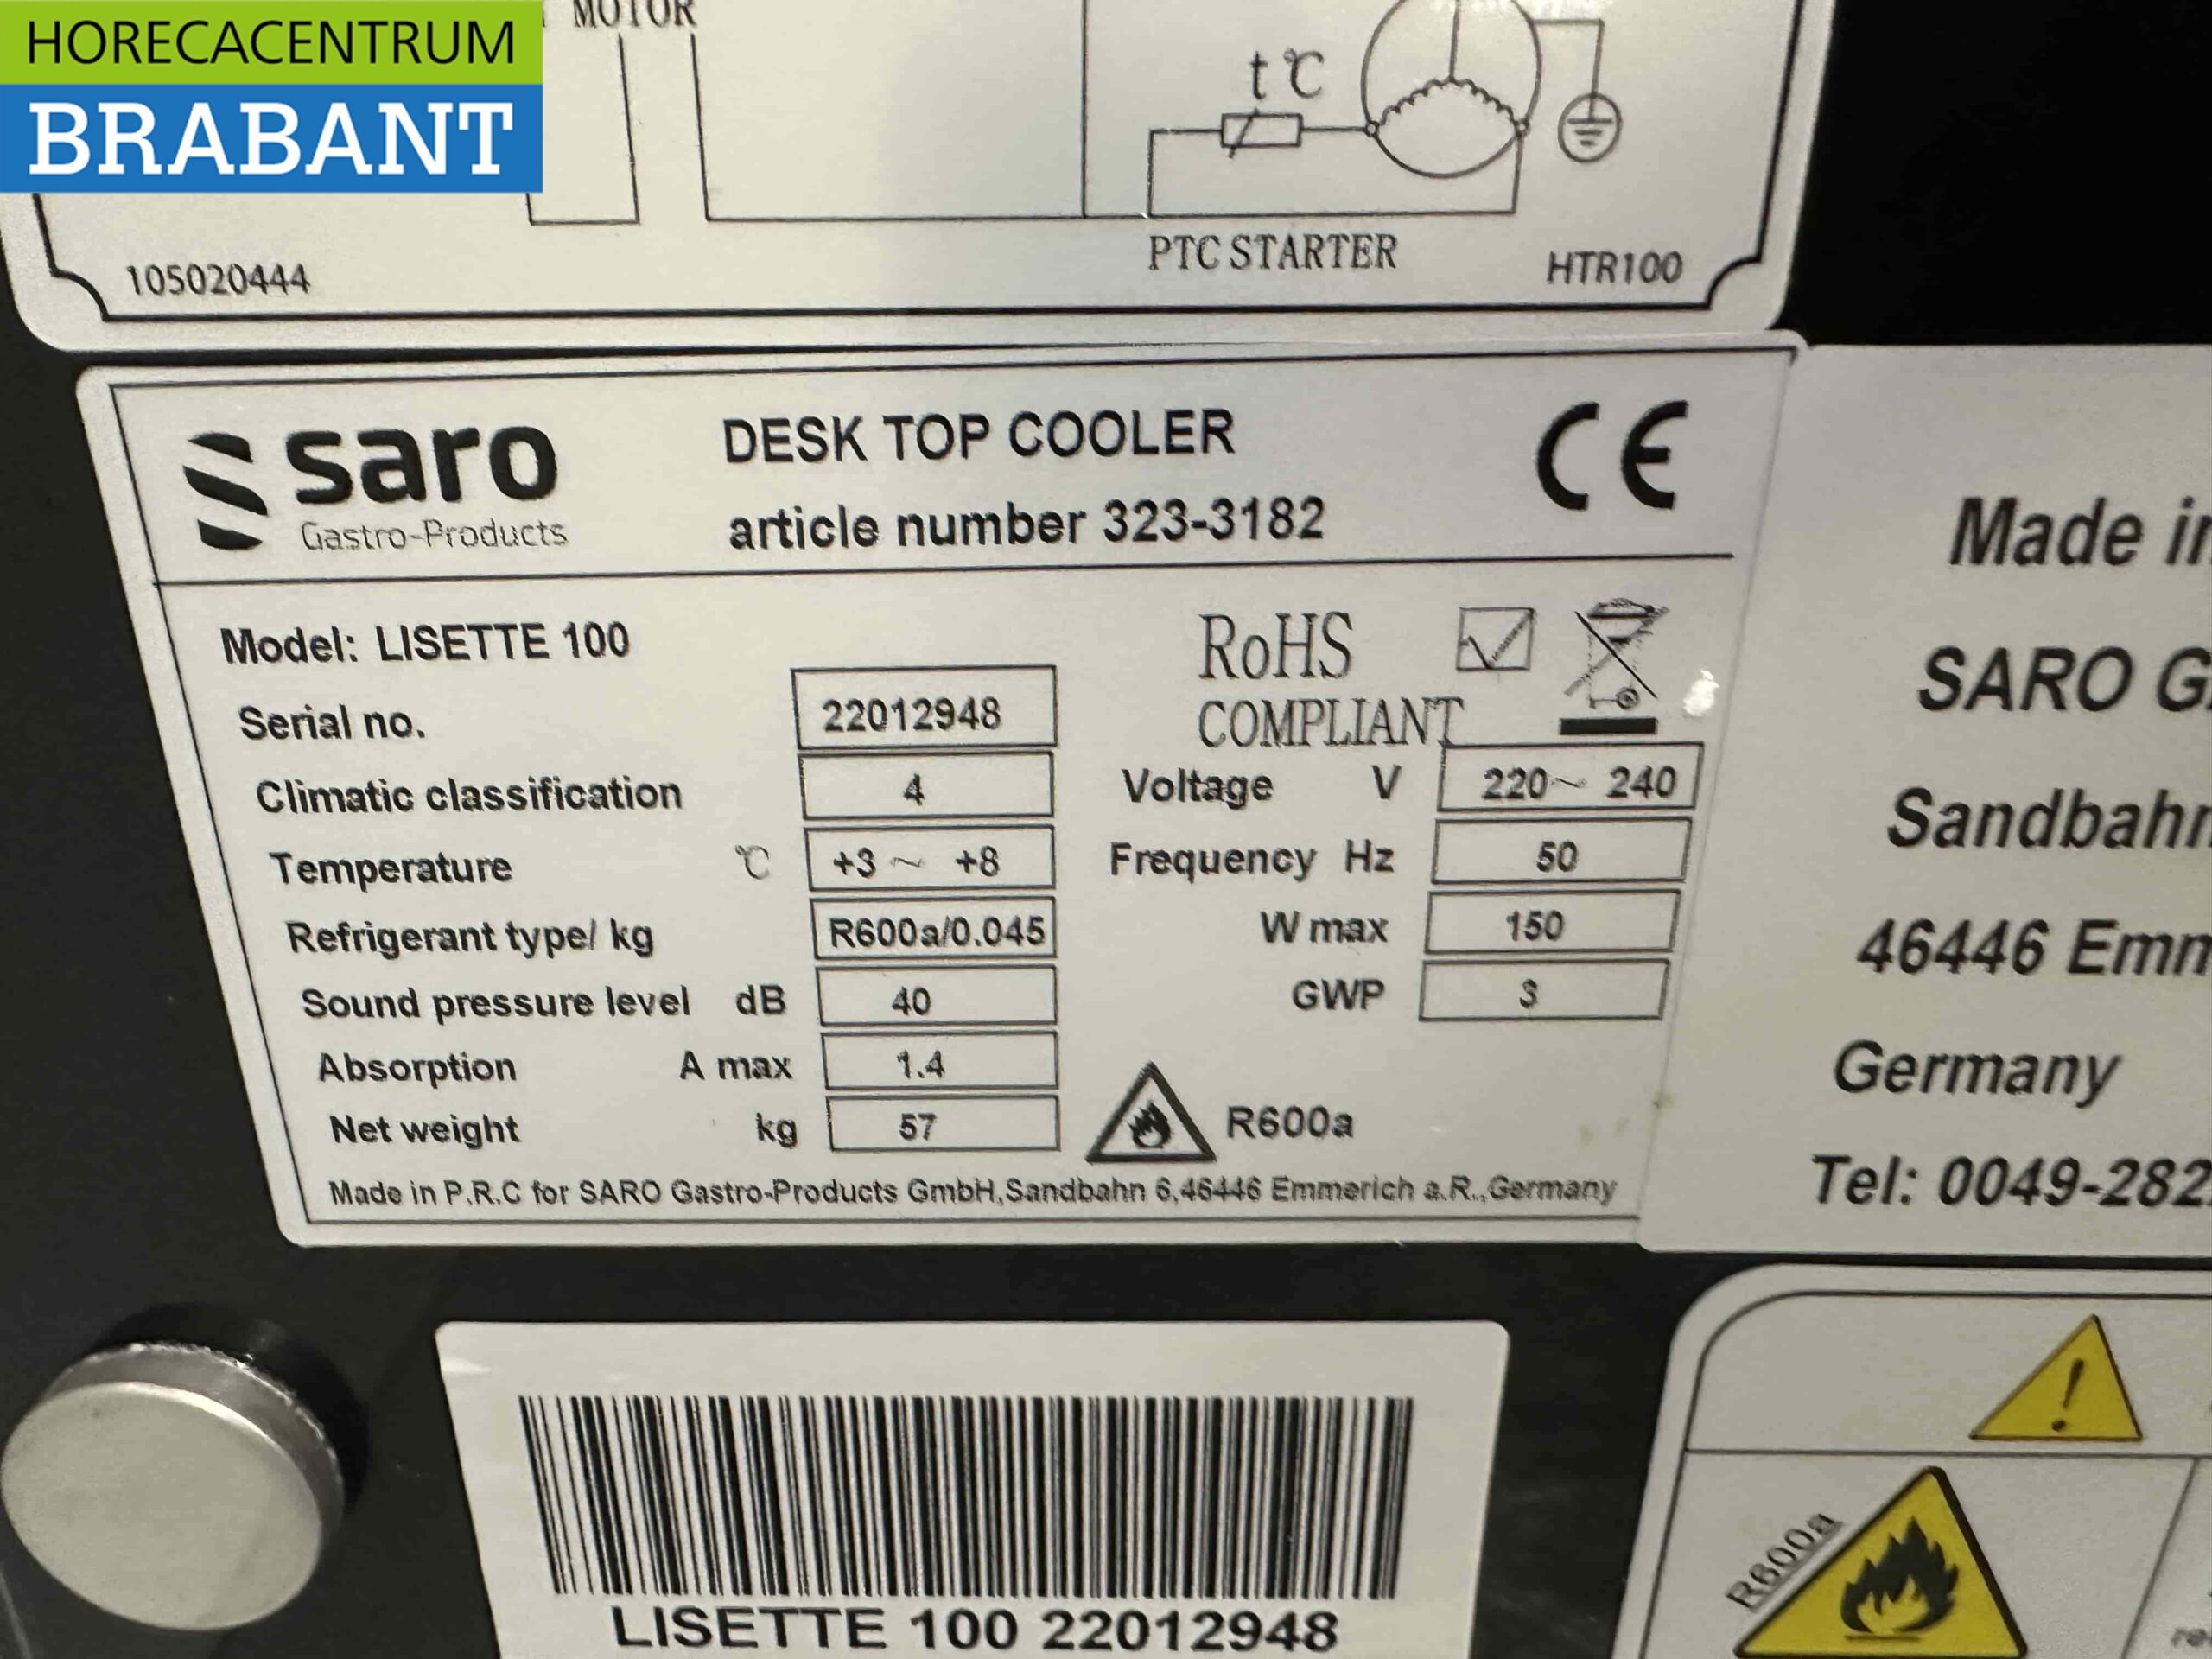 HORECACENTRUM
BRABANT
MOTOR
t℃
PTC STARTER
105020444
HTR100
saro
Gastro-Products
DESK TOP COOLER
article number 323-3182
CE
Model: LISETTE 100
RoHS
COMPLIANT
Serial no. 22012948
Climatic classification 4
Voltage V 220~ 240
Temperature ℃ +3 ~ +8
Frequency Hz 50
Refrigerant type/ kg R600a/0.045
W max 150
Sound pressure level dB 40
GWP 3
Absorption A max 1.4
Net weight kg 57
R600a
Made in P.R.C for SARO Gastro-Products GmbH,Sandbahn 6,46446 Emmerich a.R.,Germany
Made in
SARO G
Sandbahn
46446 Emm
Germany
Tel: 0049-282
LISETTE 100 22012948
R600a